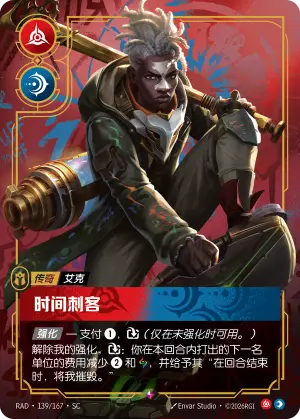 传奇 艾克
时间刺客
强化 — 支付 1, : (仅在未强化时可用。)
解除我的强化, : 你在本回合内打出的下一名
单位的费用减少 2 和 , 并给予其“在回合结束
时, 将我摧毁。”
RAD • 139/167 • SC
Envar Studio • ©2026RGI